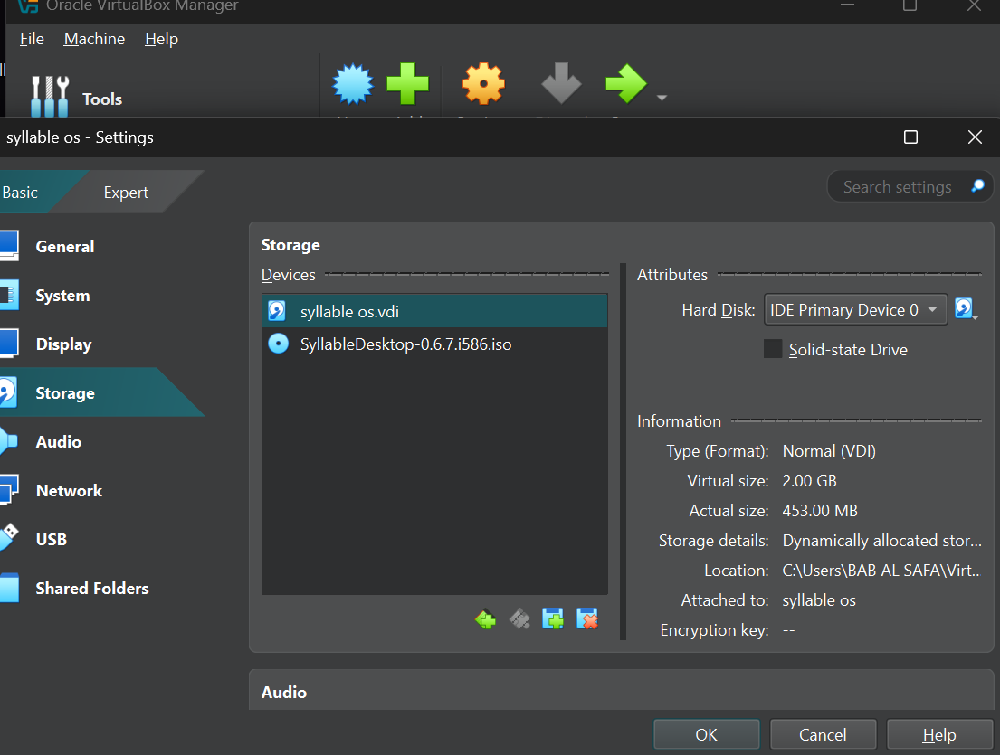 Oracle VirtualBox Manager
File Machine Help
Tools
syllable os - Settings
Basic Expert Search settings
General
System
Display
Storage
Audio
Network
USB
Shared Folders
Storage
Devices
syllable os.vdi
SyllableDesktop-0.6.7.i586.iso
Attributes
Hard Disk: IDE Primary Device 0
Solid-state Drive
Information
Type (Format): Normal (VDI)
Virtual size: 2.00 GB
Actual size: 453.00 MB
Storage details: Dynamically allocated stor...
Location: C:\Users\BAB AL SAFA\Virt...
Attached to: syllable os
Encryption key: --
Audio
OK Cancel Help